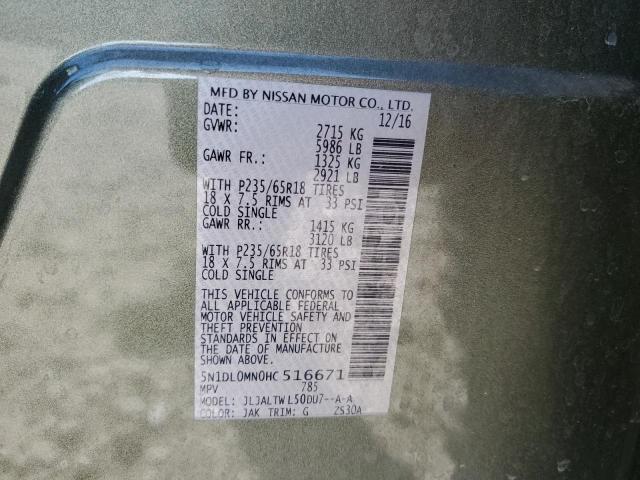 MFD BY NISSAN MOTOR CO., LTD.
DATE: 12/16
GVWR: 2715 KG
5986 LB
GAWR FR.: 1325 KG
2921 LB
WITH P235/65R18 TIRES
18 X 7.5 RIMS AT 33 PSI
COLD SINGLE
GAWR RR.: 1415 KG
3120 LB
WITH P235/65R18 TIRES
18 X 7.5 RIMS AT 33 PSI
COLD SINGLE
THIS VEHICLE CONFORMS TO
ALL APPLICABLE FEDERAL
MOTOR VEHICLE SAFETY AND
THEFT PREVENTION
STANDARDS IN EFFECT ON
THE DATE OF MANUFACTURE
SHOWN ABOVE.
5N1DL0MN0HC 516671
MPV 785
MODEL: JLJALTWL50DU7--A-A
COLOR: JAK TRIM: G ZS30A